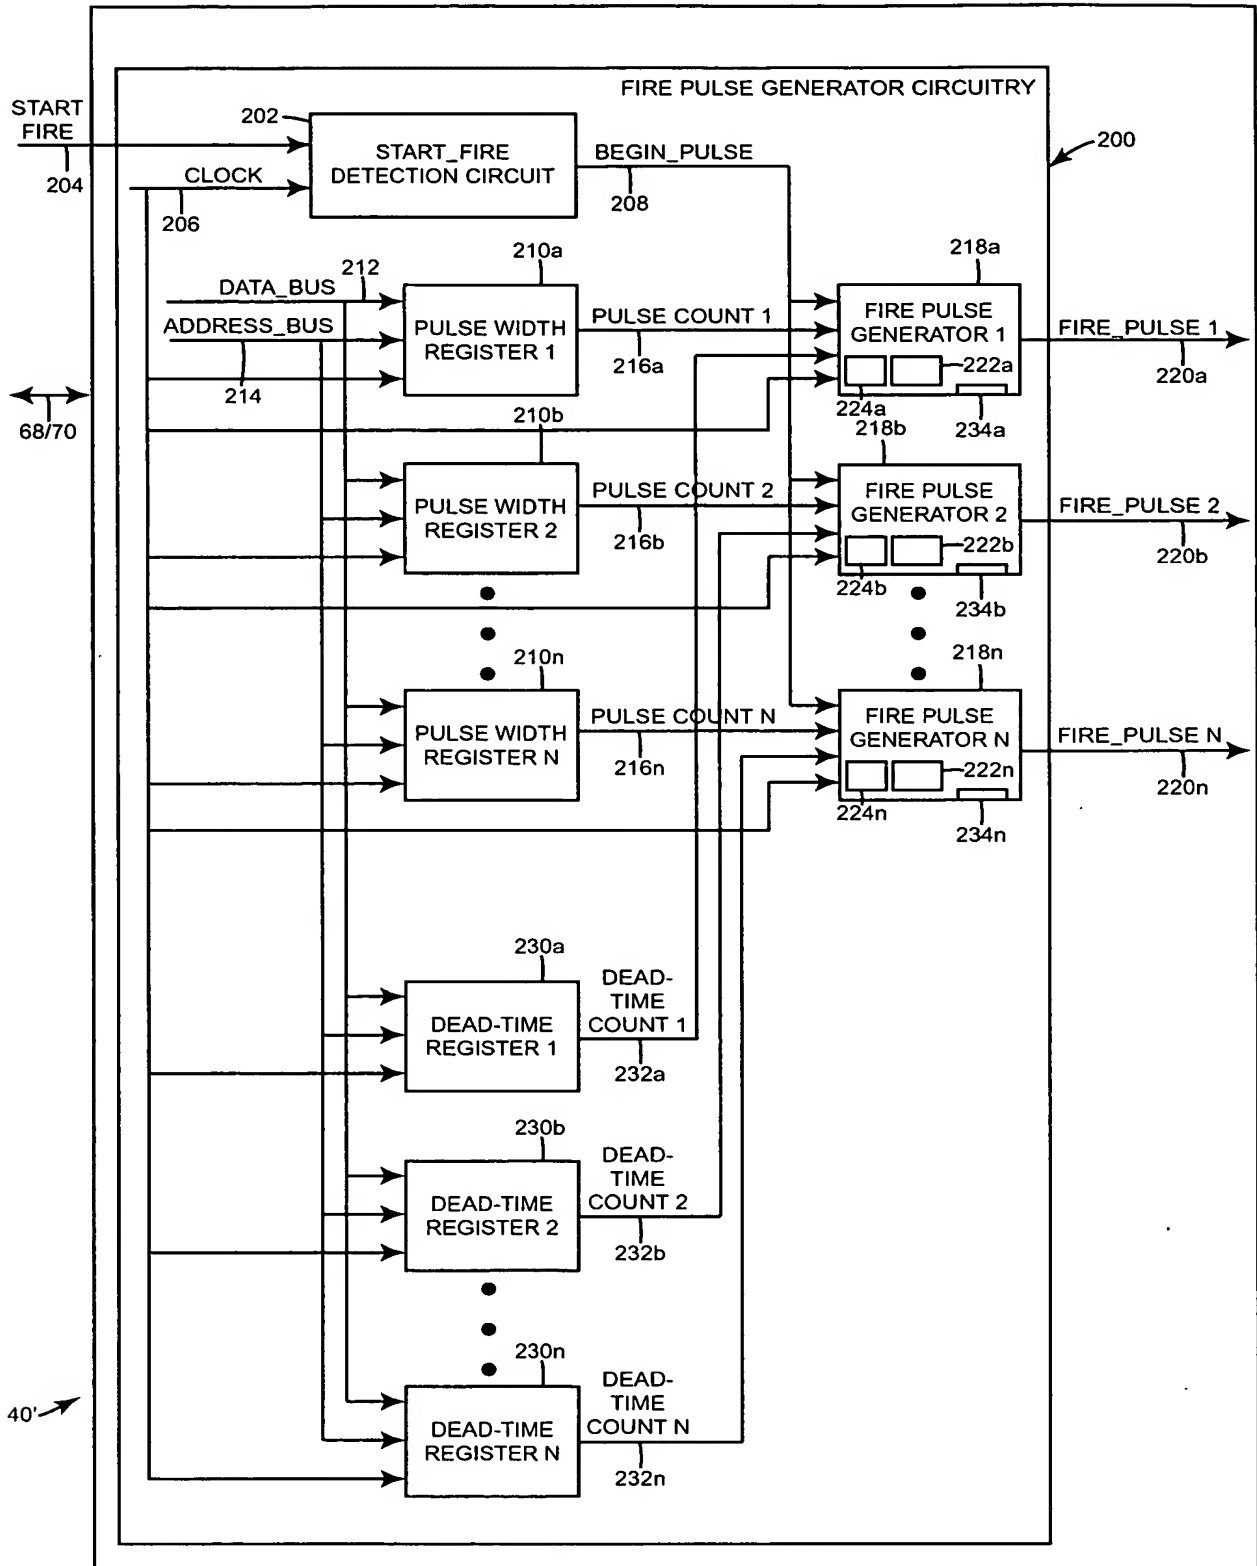 FIRE PULSE GENERATOR CIRCUITRY
START
FIRE
204
202
START_FIRE
DETECTION CIRCUIT
CLOCK
206
BEGIN_PULSE
208
200
DATA_BUS
212
ADDRESS_BUS
214
68/70
210a
PULSE WIDTH
REGISTER 1
PULSE COUNT 1
216a
218a
FIRE PULSE
GENERATOR 1
222a
224a
234a
FIRE_PULSE 1
220a
210b
PULSE WIDTH
REGISTER 2
PULSE COUNT 2
216b
218b
FIRE PULSE
GENERATOR 2
222b
224b
234b
FIRE_PULSE 2
220b
210n
PULSE WIDTH
REGISTER N
PULSE COUNT N
216n
218n
FIRE PULSE
GENERATOR N
222n
224n
234n
FIRE_PULSE N
220n
230a
DEAD-TIME
REGISTER 1
DEAD-
TIME
COUNT 1
232a
230b
DEAD-TIME
REGISTER 2
DEAD-
TIME
COUNT 2
232b
230n
DEAD-TIME
REGISTER N
DEAD-
TIME
COUNT N
232n
40'